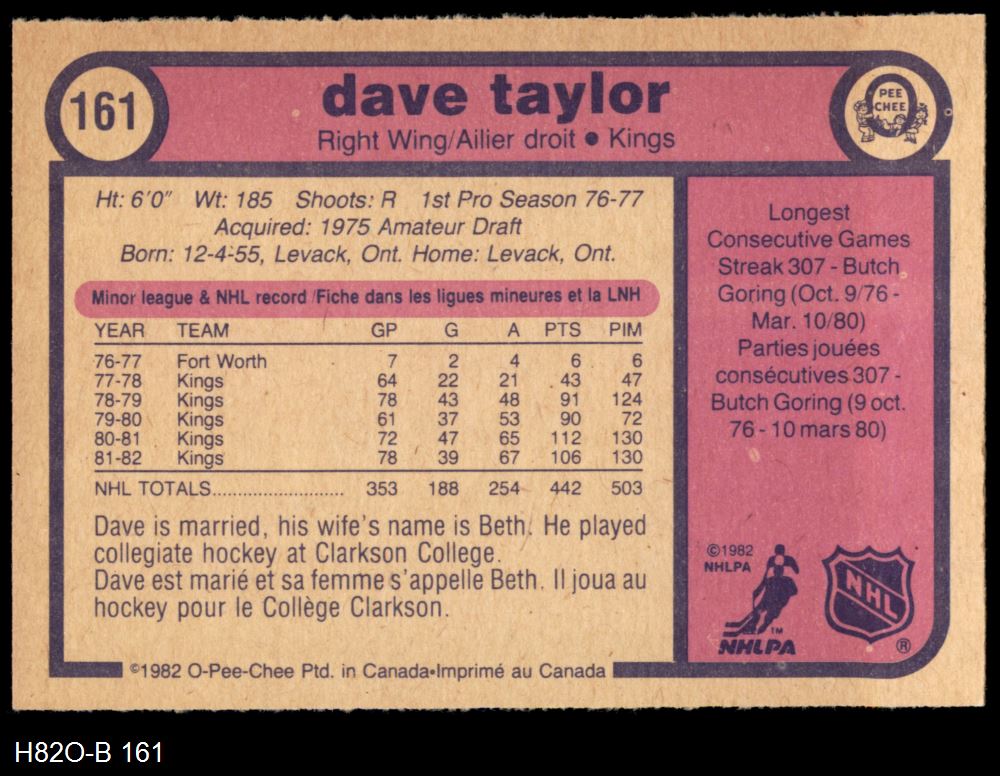 161
dave taylor
Right Wing/Ailier droit • Kings
PEE
CHEE
Ht: 6'0" Wt: 185 Shoots: R 1st Pro Season 76-77
Acquired: 1975 Amateur Draft
Born: 12-4-55, Levack, Ont. Home: Levack, Ont.
Minor league & NHL record/Fiche dans les ligues mineures et la LNH
YEAR TEAM GP G A PTS PIM
76-77 Fort Worth 7 2 4 6 6
77-78 Kings 64 22 21 43 47
78-79 Kings 78 43 48 91 124
79-80 Kings 61 37 53 90 72
80-81 Kings 72 47 65 112 130
81-82 Kings 78 39 67 106 130
NHL TOTALS........................... 353 188 254 442 503
Dave is married, his wife's name is Beth. He played
collegiate hockey at Clarkson College.
Dave est marié et sa femme s'appelle Beth. Il joua au
hockey pour le Collège Clarkson.
©1982 O-Pee-Chee Ptd. in Canada•Imprimé au Canada
Longest
Consecutive Games
Streak 307 - Butch
Goring (Oct. 9/76 -
Mar. 10/80)
Parties jouées
consécutives 307 -
Butch Goring (9 oct.
76 - 10 mars 80)
©1982
NHLPA
TM
NHLPA
NHL
®
H82O-B 161